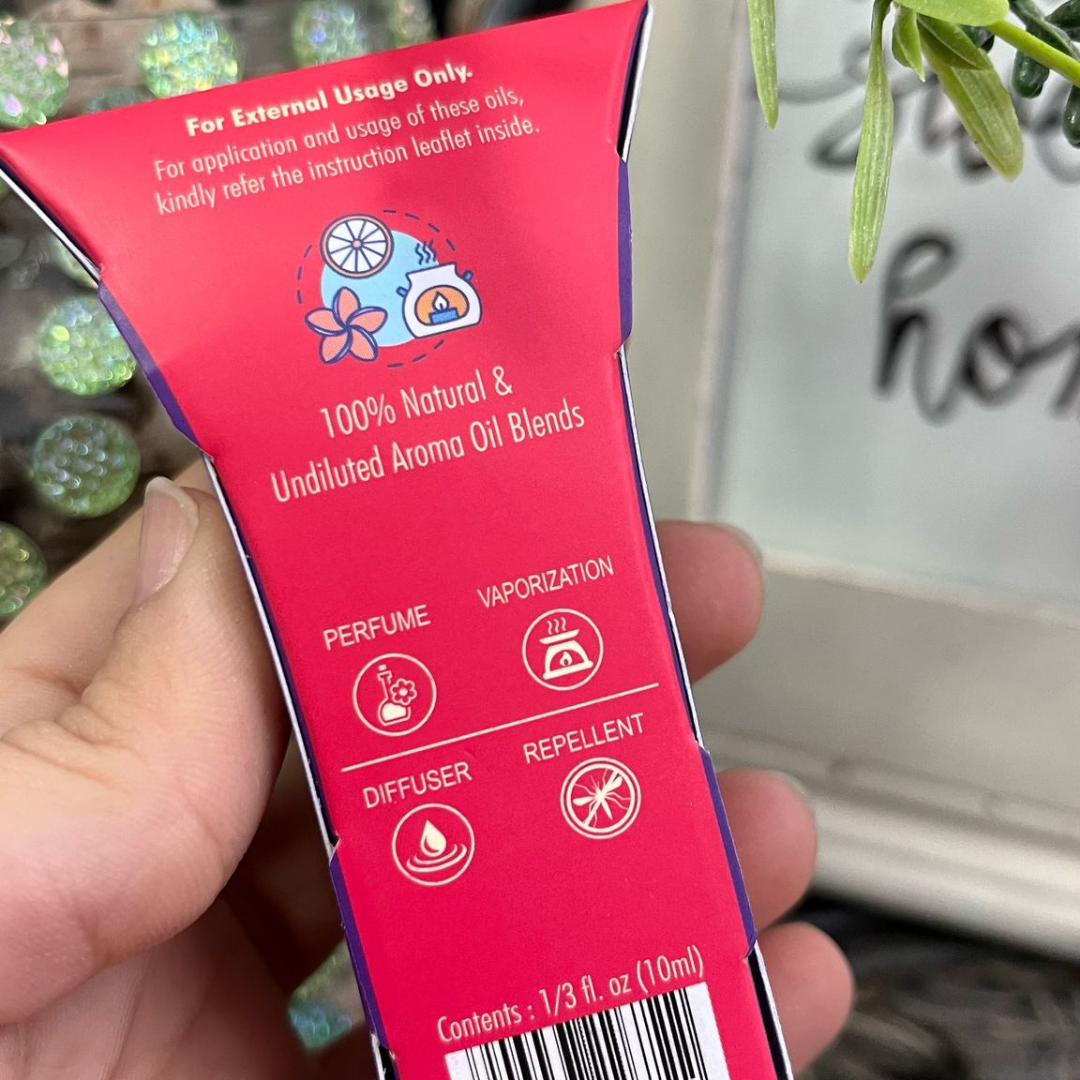 For External Usage Only.
For application and usage of these oils,
kindly refer the instruction leaflet inside.
100% Natural &
Undiluted Aroma Oil Blends
PERFUME
VAPORIZATION
DIFFUSER
REPELLENT
Contents : 1/3 fl. oz (10ml)